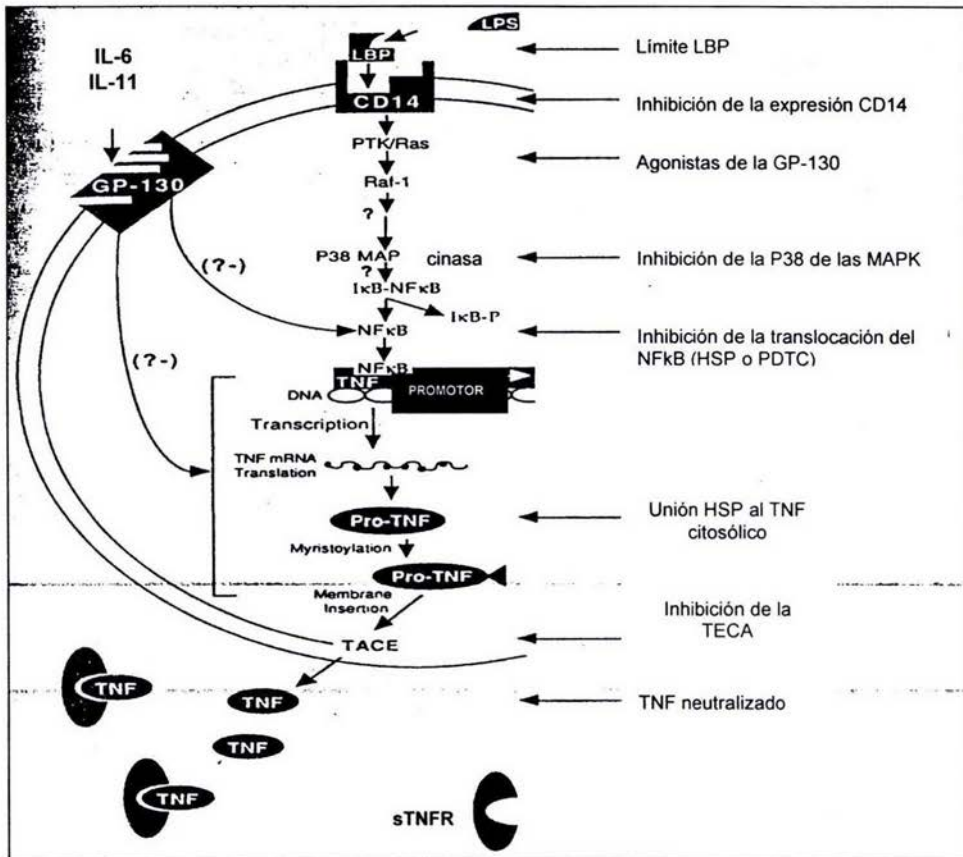 LPS
LBP
IL-6
IL-11
CD14
GP-130
PTK/Ras
Raf-1
?
P38 MAP cinasa
?
IκB-NFκB
IκB-P
(?-)
NFκB
(?-)
NFκB
TNF
PROMOTOR
DNA
Transcription
TNF mRNA
Translation
Pro-TNF
Myristoylation
Pro-TNF
Membrane
Insertion
TACE
TNF
TNF
TNF
TNF
sTNFR
Límite LBP
Inhibición de la expresión CD14
Agonistas de la GP-130
Inhibición de la P38 de las MAPK
Inhibición de la translocación del
NFkB (HSP o PDTC)
Unión HSP al TNF
citosólico
Inhibición de la
TECA
TNF neutralizado